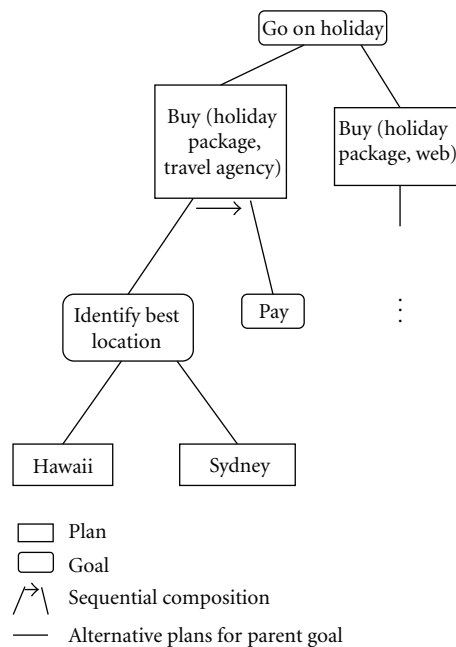 Go on holiday
Buy (holiday
package,
travel agency)
Buy (holiday
package, web)
Identify best
location
Pay
Hawaii
Sydney
Plan
Goal
Sequential composition
Alternative plans for parent goal